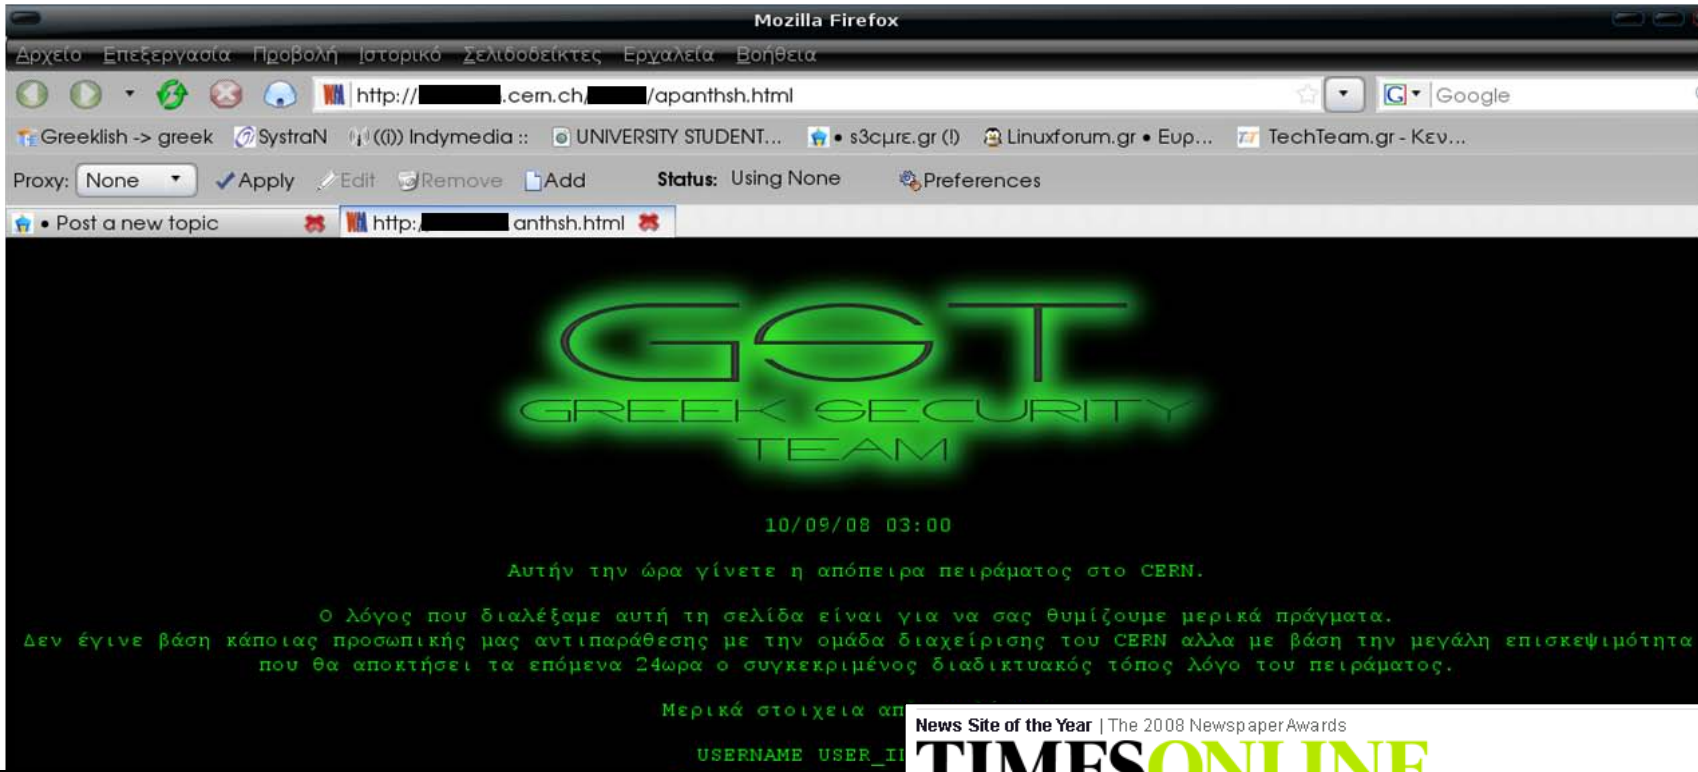 Mozilla Firefox
Αρχείο Επεξεργασία Προβολή Ιστορικό Σελιδοδείκτες Εργαλεία Βοήθεια
http:// .cern.ch/ /apanthsh.html Google
Greeklish -> greek SystraN ((i)) Indymedia :: UNIVERSITY STUDENT... • s3cμrε.gr (!) Linuxforum.gr • Ευρ... TechTeam.gr - Κεν...
Proxy: None Apply Edit Remove Add Status: Using None Preferences
• Post a new topic http:/ anthsh.html
GST
GREEK SECURITY
TEAM
10/09/08 03:00
Αυτήν την ώρα γίνετε η απόπειρα πειράματος στο CERN.
Ο λόγος που διαλέξαμε αυτή τη σελίδα είναι για να σας θυμίζουμε μερικά πράγματα.
Δεν έγινε βάση κάποιας προσωπικής μας αντιπαράθεσης με την ομάδα διαχείρισης του CERN αλλα με βάση την μεγάλη επισκεψιμότητα
που θα αποκτήσει τα επόμενα 24ωρα ο συγκεκριμένος διαδικτυακός τόπος λόγο του πειράματος.
Μερικά στοιχεια
USERNAME
News Site of the Year | The 2008 Newspaper Awards
TIMESONLINE